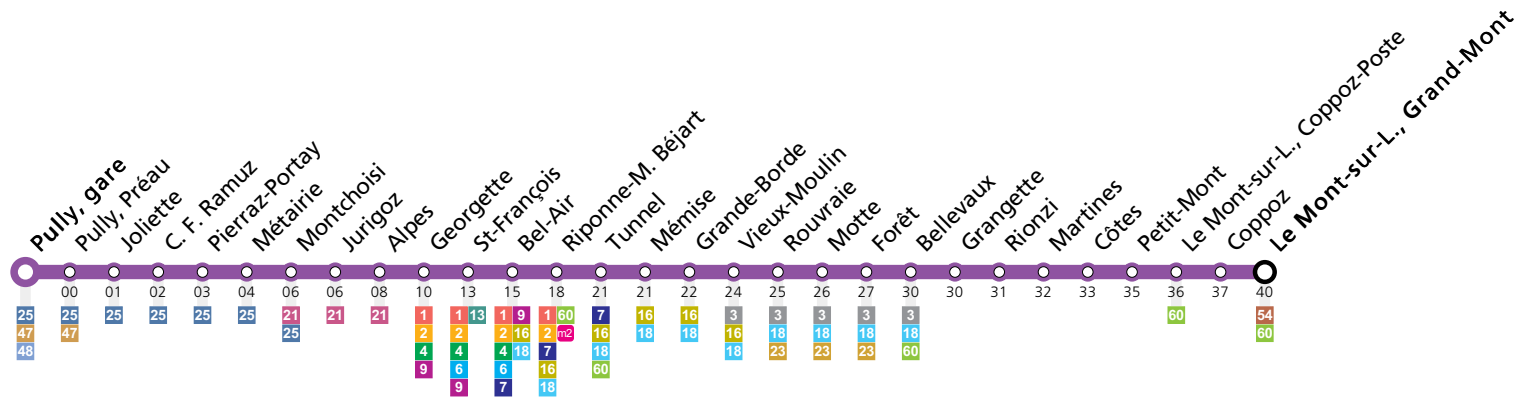 Pully, gare
Pully, Préau
Joliette
C. F. Ramuz
Pierraz-Portay
Métairie
Montchoisi
Jurigoz
Alpes
Georgette
St-François
Bel-Air
Riponne-M. Béjart
Tunnel
Mémise
Grande-Borde
Vieux-Moulin
Rouvraie
Motte
Forêt
Bellevaux
Grangette
Rionzi
Martines
Côtes
Petit-Mont
Le Mont-sur-L., Coppoz-Poste
Coppoz
Le Mont-sur-L., Grand-Mont
00 01 02 03 04 06 06 08 10 13 15 18 21 21 22 24 25 26 27 30 30 31 32 33 35 36 37 40
25 25 25 25 25 25 21 21 21 1 1 13 1 9 1 60 7 16 16 3 3 3 3 3 60 54
47 47 25 2 2 2 16 2 m2 16 18 18 16 18 18 18 18 60
48 4 4 4 18 7 18 18 23 23 23 60
9 6 6 16 60
9 7 18